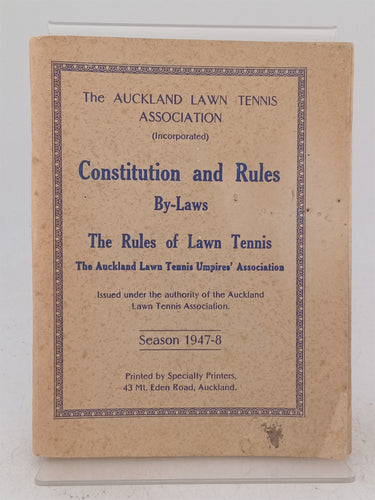 The AUCKLAND LAWN TENNIS
ASSOCIATION
(Incorporated)
Constitution and Rules
By-Laws
The Rules of Lawn Tennis
The Auckland Lawn Tennis Umpires' Association
Issued under the authority of the Auckland
Lawn Tennis Association.
Season 1947-8
Printed by Specialty Printers,
43 Mt. Eden Road, Auckland.